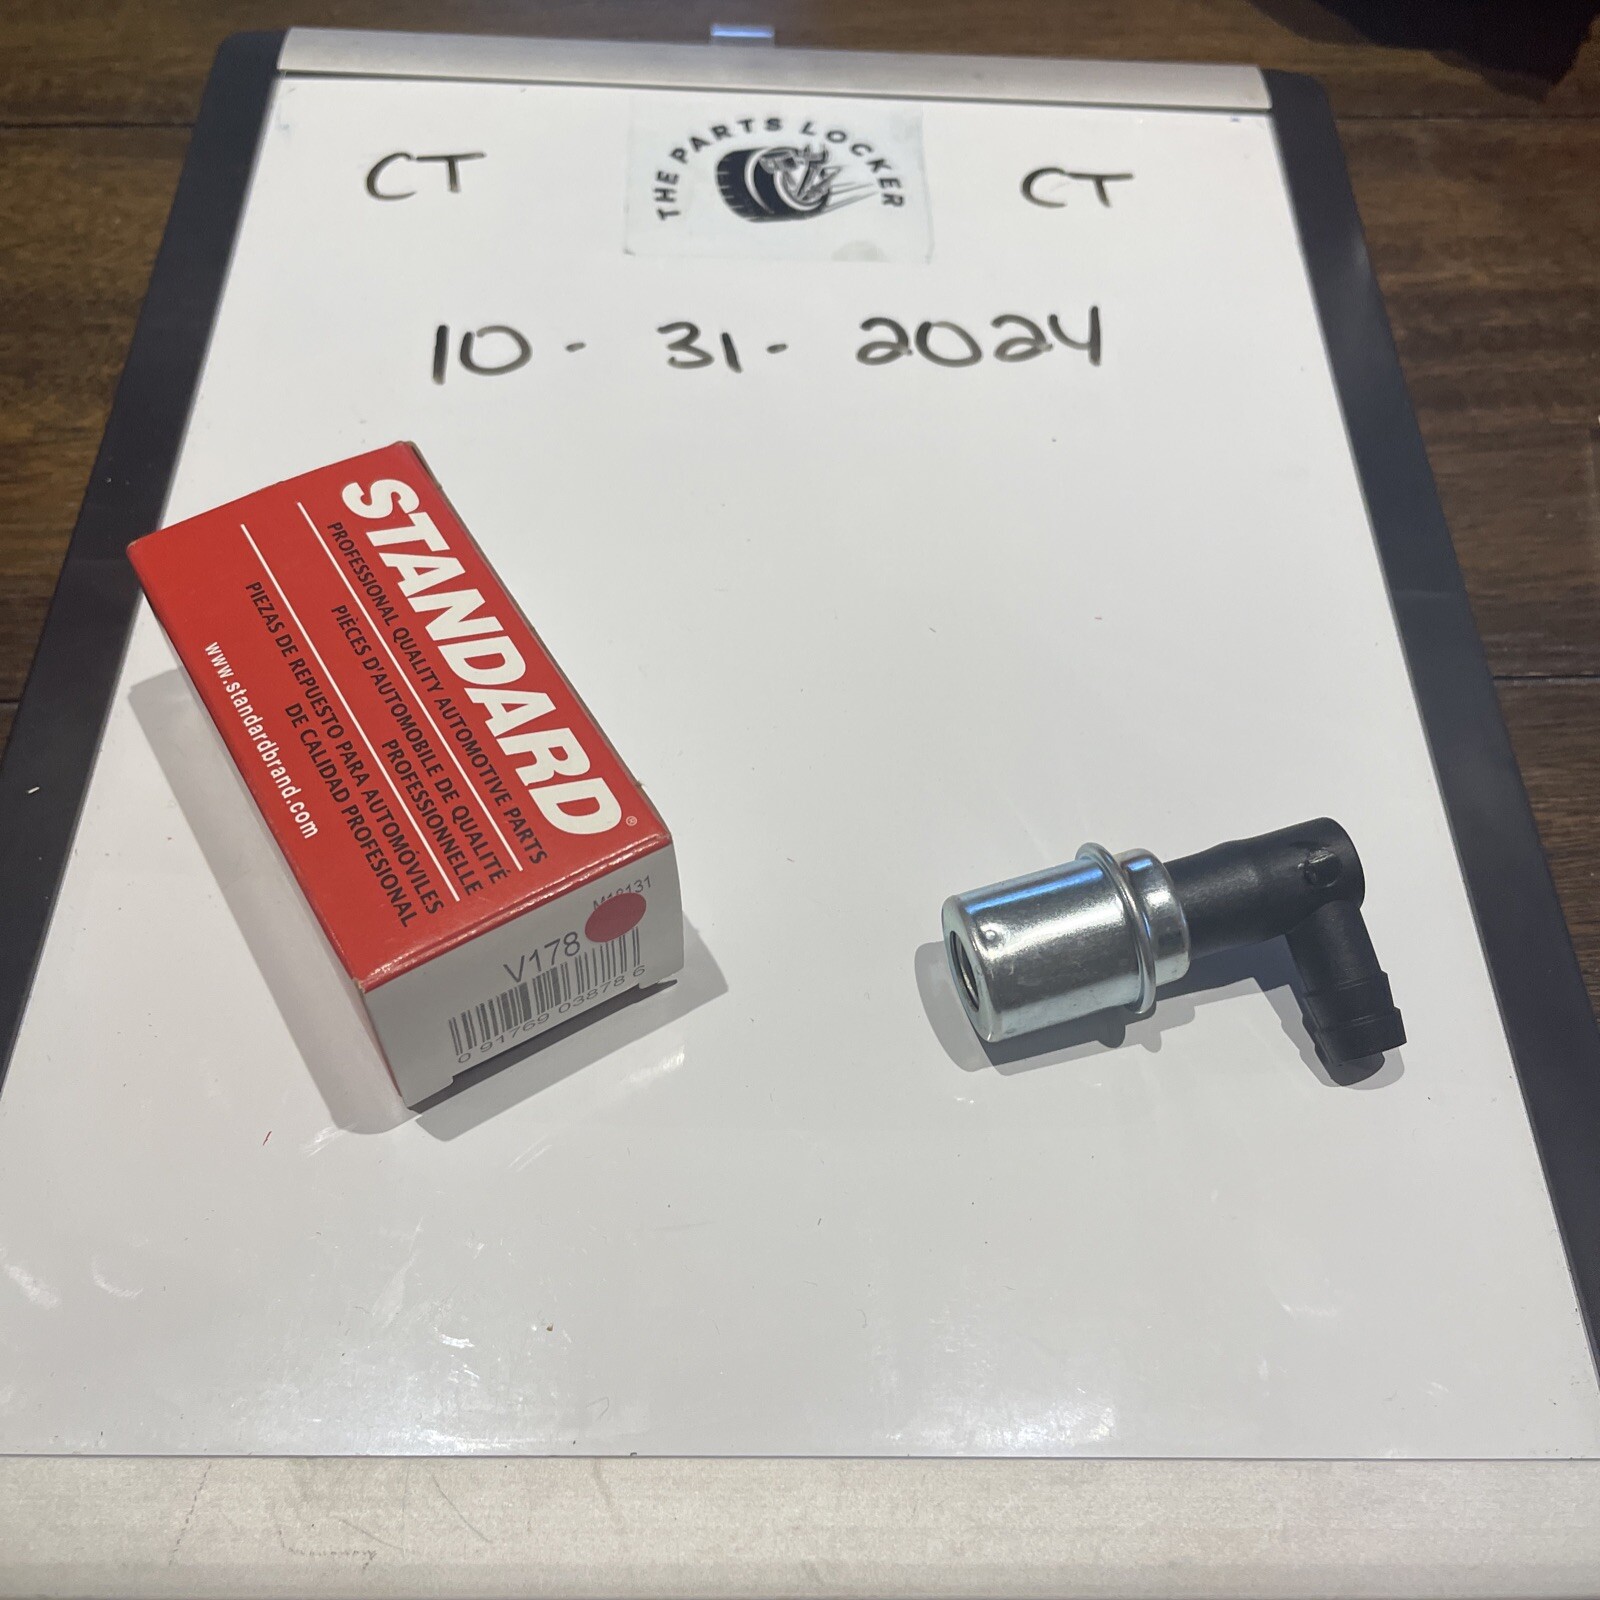 THE PARTS LOCKER
CT
CT
10 - 31 - 2024
STANDARD®
PROFESSIONAL QUALITY AUTOMOTIVE PARTS
PIÈCES D'AUTOMOBILE DE QUALITÉ
PROFESSIONNELLE
PIEZAS DE REPUESTO PARA AUTOMÓVILES
DE CALIDAD PROFESIONAL
www.standardbrand.com
V178
0 91769 03878 6